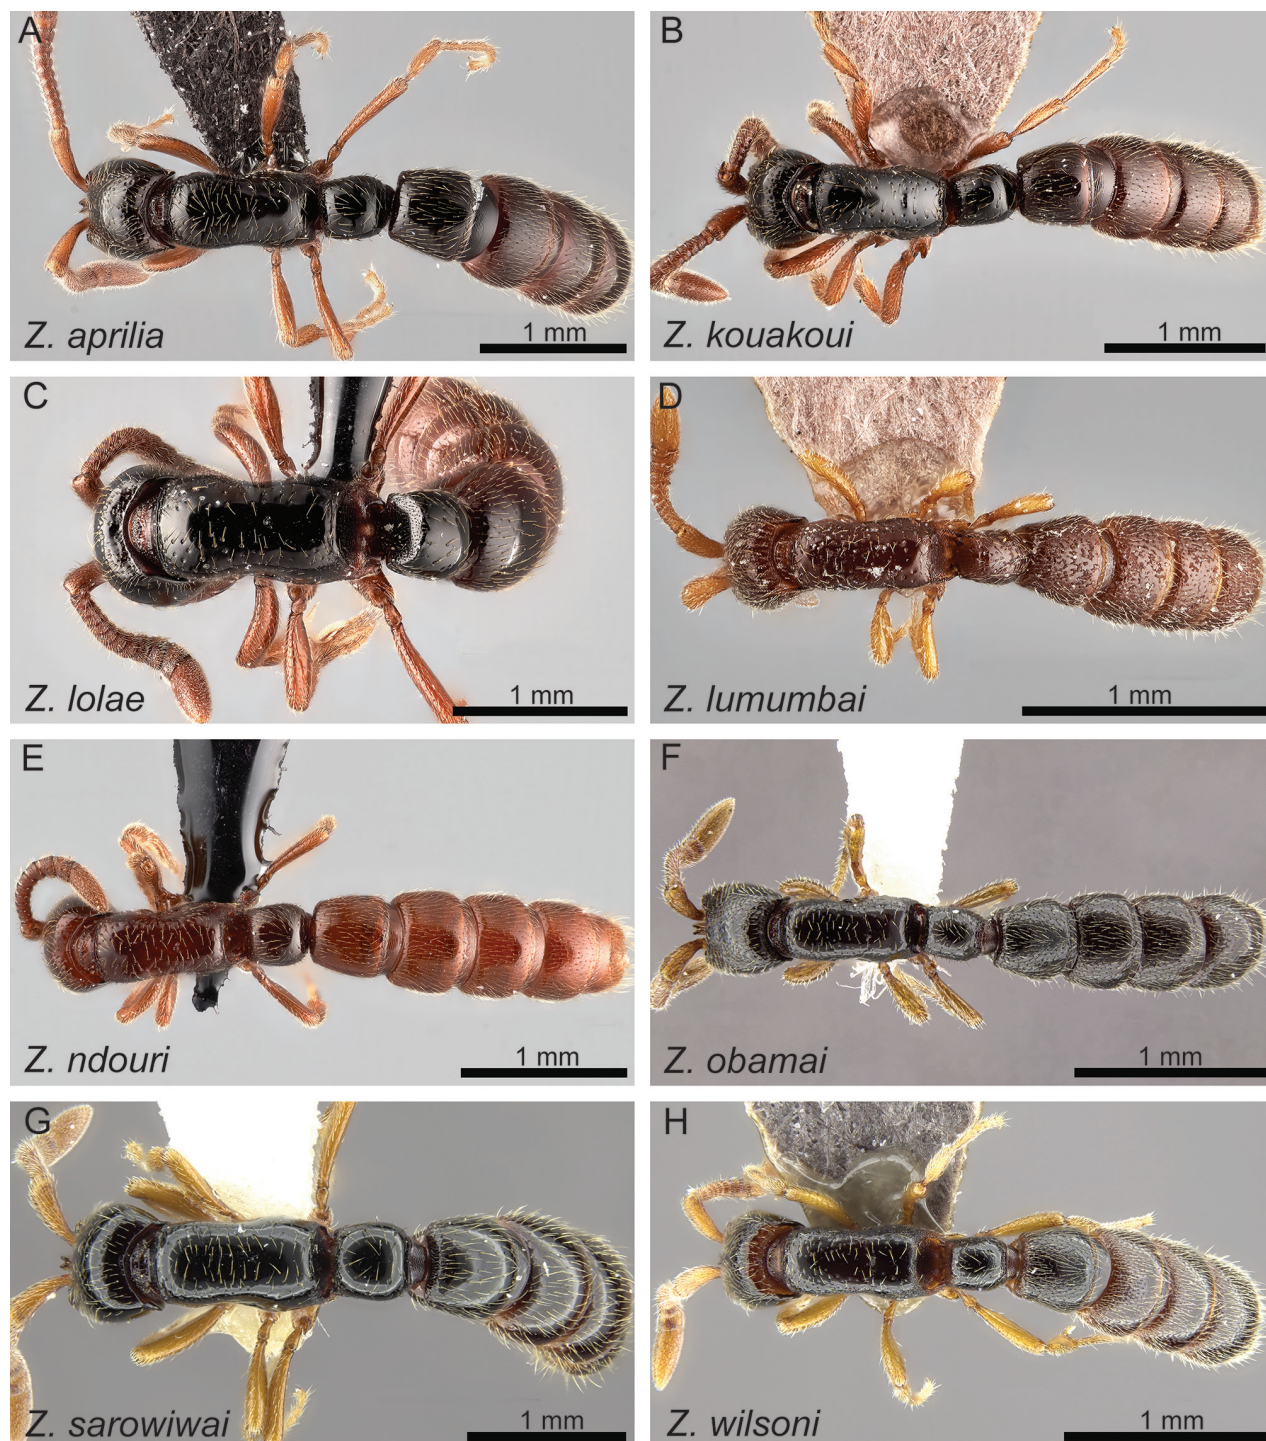 A
1 mm
Z. aprilia
B
1 mm
Z. kouakoui
C
1 mm
Z. lolae
D
1 mm
Z. lumumbai
E
1 mm
Z. ndouri
F
1 mm
Z. obamai
G
1 mm
Z. sarowiwai
H
1 mm
Z. wilsoni